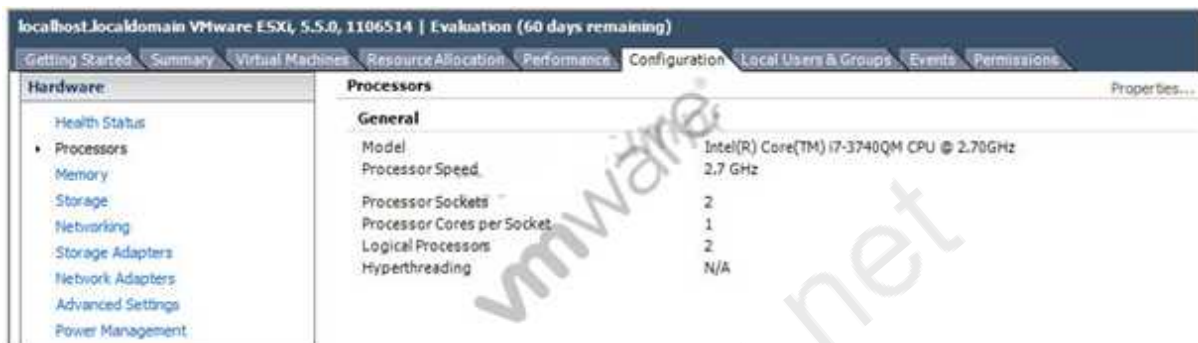 localhost.localdomain VMware ESXi, 5.5.0, 1106514 | Evaluation (60 days remaining)
Getting Started Summary Virtual Machines Resource Allocation Performance Configuration Local Users & Groups Events Permissions
Hardware
Health Status
Processors
Memory
Storage
Networking
Storage Adapters
Network Adapters
Advanced Settings
Power Management
Processors Properties...
General
Model Intel(R) Core(TM) i7-3740QM CPU @ 2.70GHz
Processor Speed 2.7 GHz
Processor Sockets 2
Processor Cores per Socket 1
Logical Processors 2
Hyperthreading N/A
vmware
net